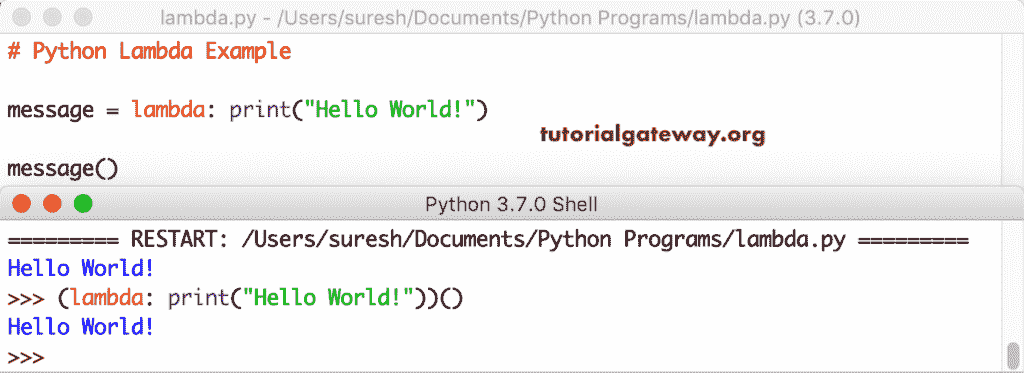 lambda.py - /Users/suresh/Documents/Python Programs/lambda.py (3.7.0)
# Python Lambda Example
message = lambda: print("Hello World!")
tutorialgateway.org
message()
Python 3.7.0 Shell
========= RESTART: /Users/suresh/Documents/Python Programs/lambda.py =========
Hello World!
>>> (lambda: print("Hello World!"))()
Hello World!
>>>